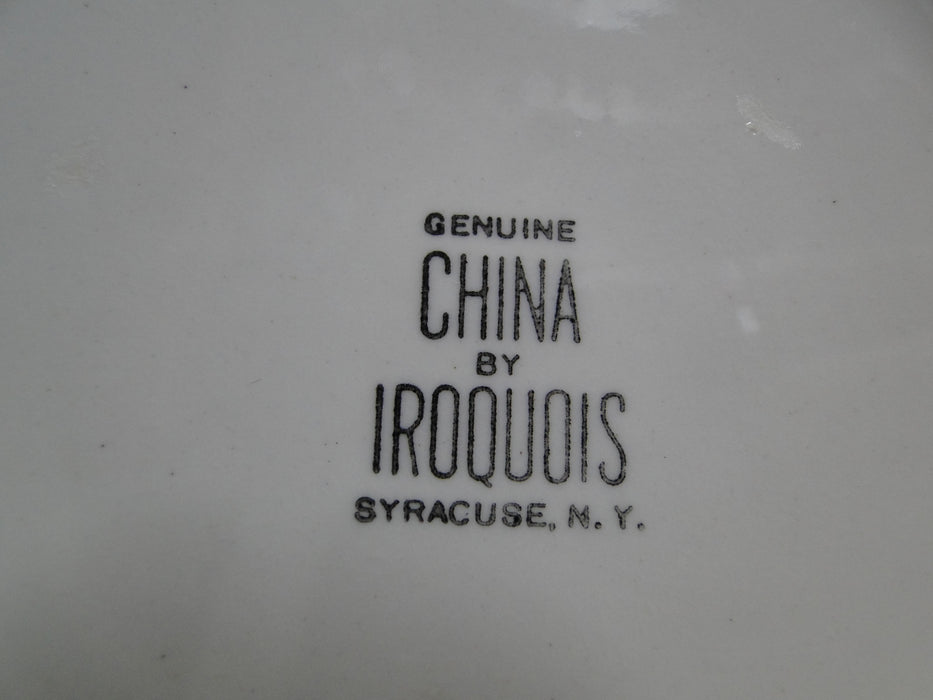 GENUINE
CHINA
BY
IROQUOIS
SYRACUSE, N. Y.